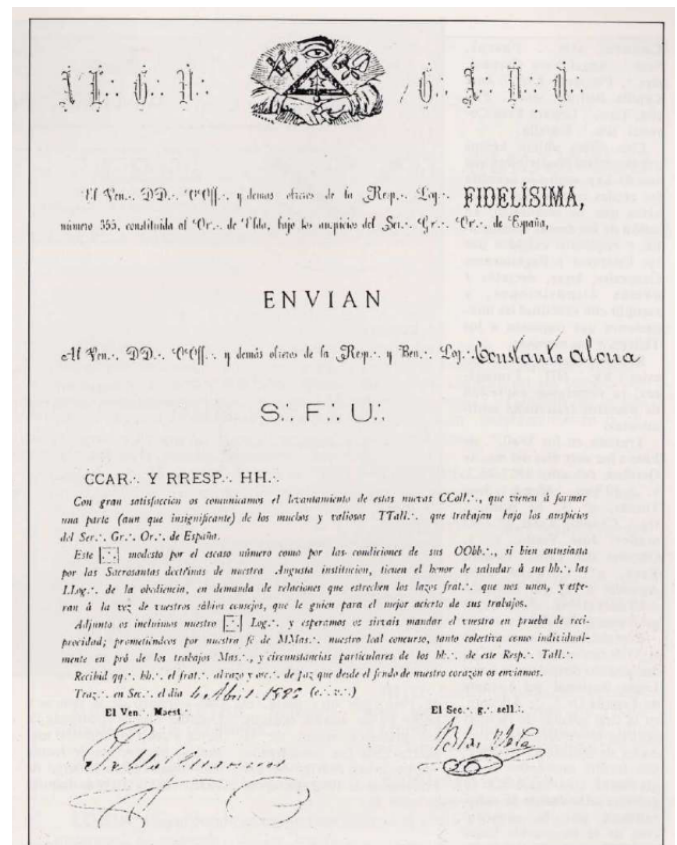 A∴ L∴ G∴ D∴ G∴ A∴ D∴ U∴
El Ven∴ DD∴ OOff∴ y demas obreros de la Resp∴ Log∴ FIDELÍSIMA,
número 355, constituida al Or∴ de Elda, bajo los auspicios del Ser∴ Gr∴ Or∴ de España,
ENVIAN
Al Ven∴ DD∴ OOff∴ y demás obreros de la Resp∴ y Ben∴ Log∴ Constante Alona
S∴ F∴ U∴
CCAR∴ Y RRESP∴ HH∴
Con gran satisfaccion os comunicamos el levantamiento de estas nuevas CColl∴, que vienen á formar
una parte (aun que insignificante) de los muchos y valiosos TTall∴ que trabajan bajo los auspicios
del Ser∴ Gr∴ Or∴ de España.
Este [∴] modesto por el escaso número como por las condiciones de sus OObb∴, si bien entusiasta
por las Sacrosantas doctrinas de nuestra Augusta institucion, tienen el honor de saludar á sus hh∴ las
LLog∴ de la obediencia, en demanda de relaciones que estrechen los lazos frat∴ que nos unen, y espe-
ran á la vez de vuestros sábios consejos, que le guien para el mejor acierto de sus trabajos.
Adjunto os incluimos nuestro [∴] Log∴ y esperamos os sirvais mandar el vuestro en prueba de reci-
procidad; prometiéndoos por nuestra fé de MMas∴ nuestro leal concurso, tanto colectiva como individual-
mente en pró de los trabajos Mas∴, y circunstancias particulares de los hh∴ de este Resp∴ Tall∴
Recibid qq∴ hh∴ el frat∴ abrazo y osc∴ de paz que desde el fondo de nuestro corazon os enviamos.
Traz∴ en Sec∴ el dia 4 Abril (e∴ v∴)
El Ven∴ Maest∴ El Sec∴ g∴ sell∴
Pablo Blas Vera